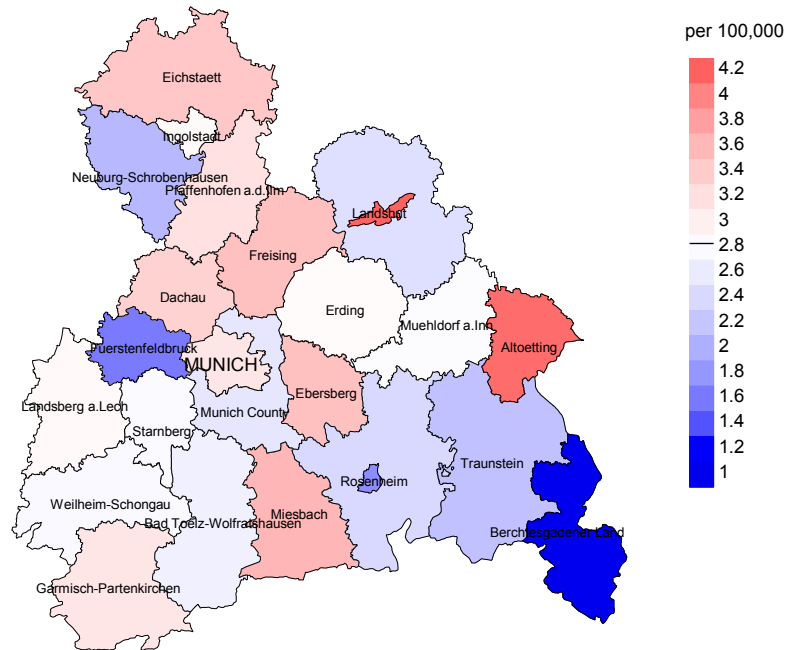 per 100,000
4.2
4
3.8
3.6
3.4
3.2
3
2.8
2.6
2.4
2.2
2
1.8
1.6
1.4
1.2
1
Eichstaett
Ingolstadt
Neuburg-Schrobenhausen
Pfaffenhofen a.d.Ilm
Landshut
Freising
Dachau
Erding
Muehldorf a.Inn
Altoetting
Fuerstenfeldbruck
MUNICH
Ebersberg
Landsberg a.Lech
Munich County
Starnberg
Traunstein
Rosenheim
Weilheim-Schongau
Miesbach
Bad Toelz-Wolfratshausen
Berchtesgadener Land
Garmisch-Partenkirchen